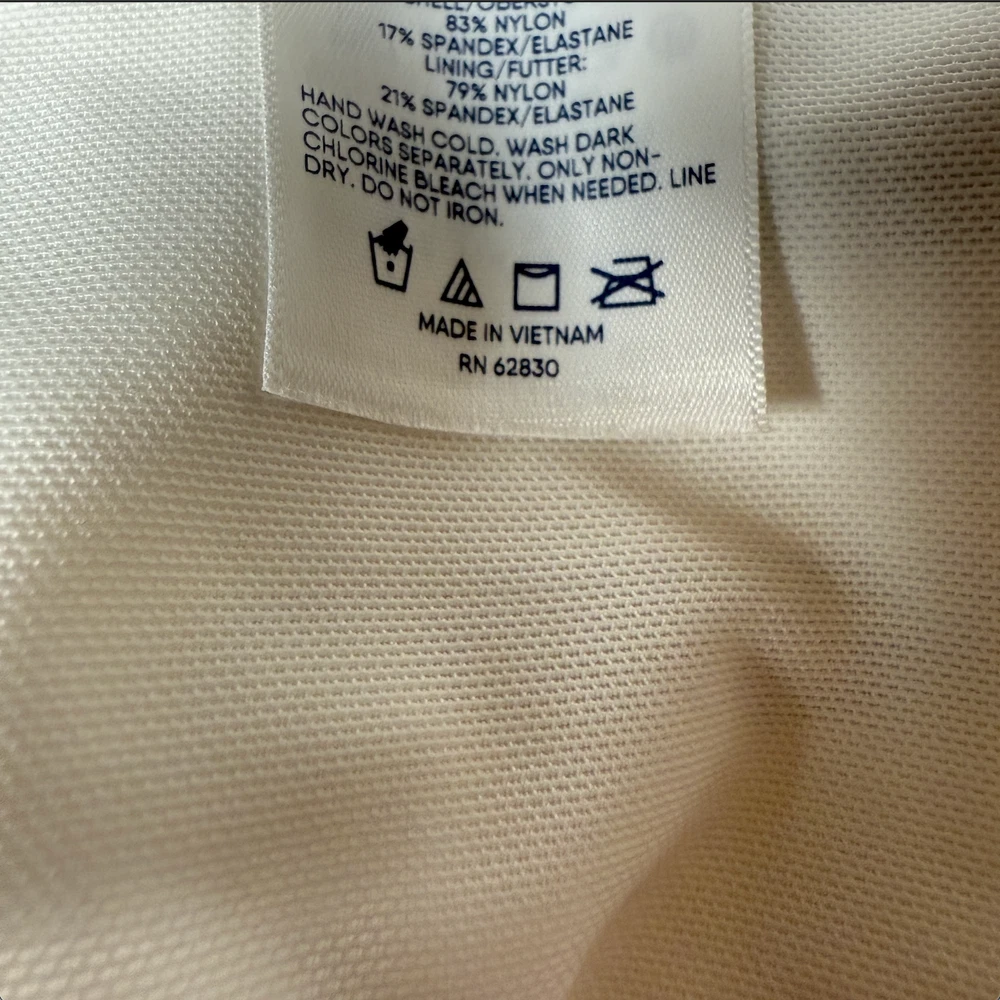 83% NYLON
17% SPANDEX/ELASTANE
LINING/FUTTER:
79% NYLON
21% SPANDEX/ELASTANE
HAND WASH COLD. WASH DARK
COLORS SEPARATELY. ONLY NON-
CHLORINE BLEACH WHEN NEEDED. LINE
DRY. DO NOT IRON.
MADE IN VIETNAM
RN 62830